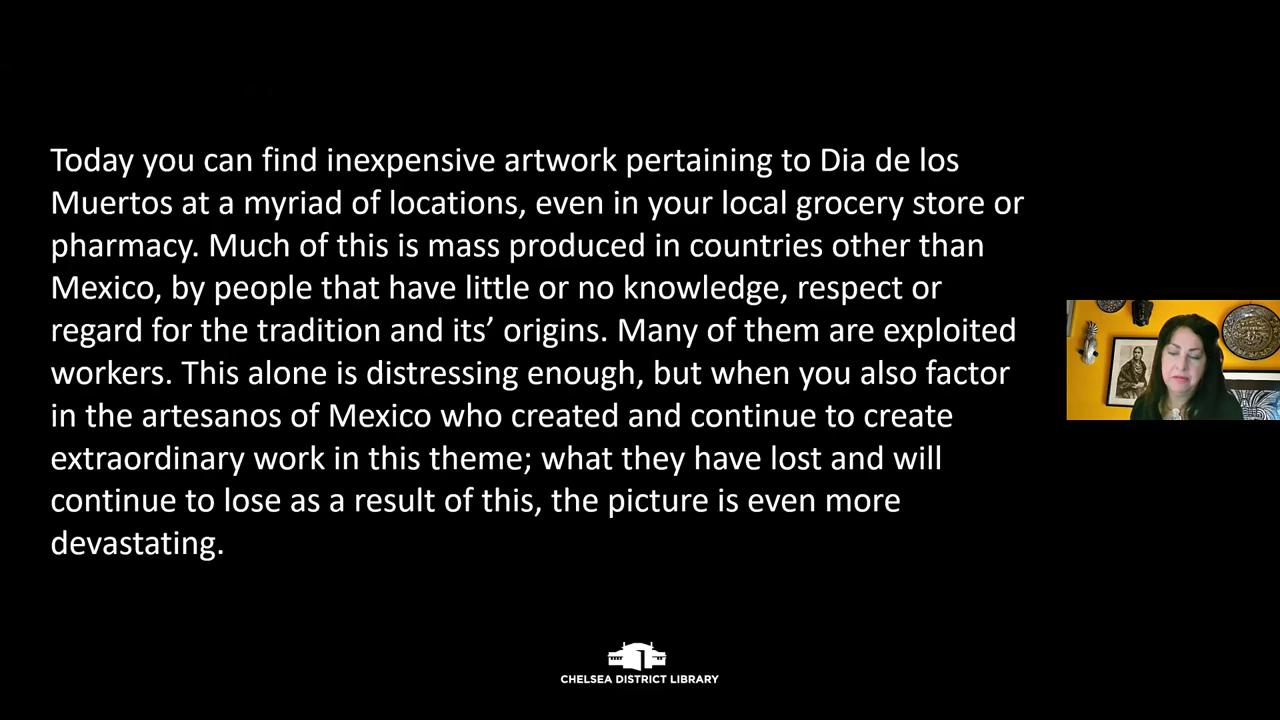 Today you can find inexpensive artwork pertaining to Dia de los
Muertos at a myriad of locations, even in your local grocery store or
pharmacy. Much of this is mass produced in countries other than
Mexico, by people that have little or no knowledge, respect or
regard for the tradition and its’ origins. Many of them are exploited
workers. This alone is distressing enough, but when you also factor
in the artesanos of Mexico who created and continue to create
extraordinary work in this theme; what they have lost and will
continue to lose as a result of this, the picture is even more
devastating.
CHELSEA DISTRICT LIBRARY